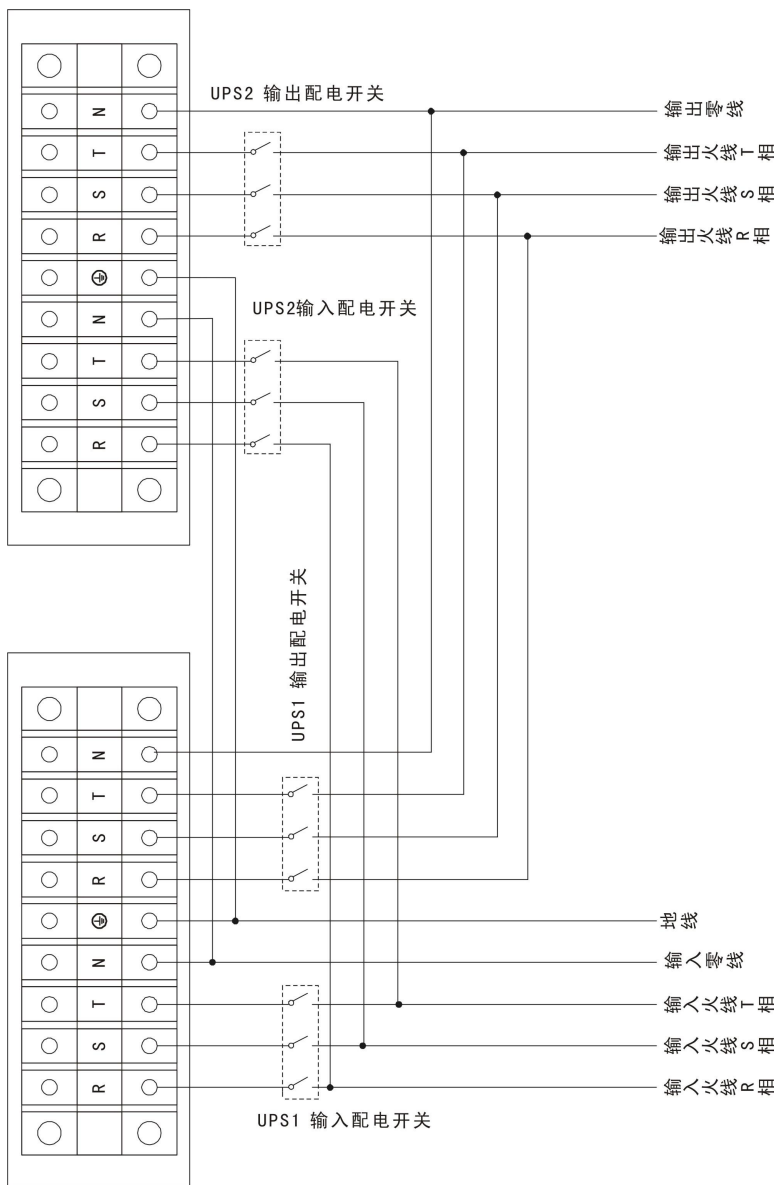 UPS2 输出配电开关
N
T
S
R
N
T
S
R
UPS2输入配电开关
输出零线
输出火线T相
输出火线S相
输出火线R相
UPS1 输出配电开关
N
T
S
R
N
T
S
R
地线
输入零线
输入火线T相
输入火线S相
输入火线R相
UPS1 输入配电开关